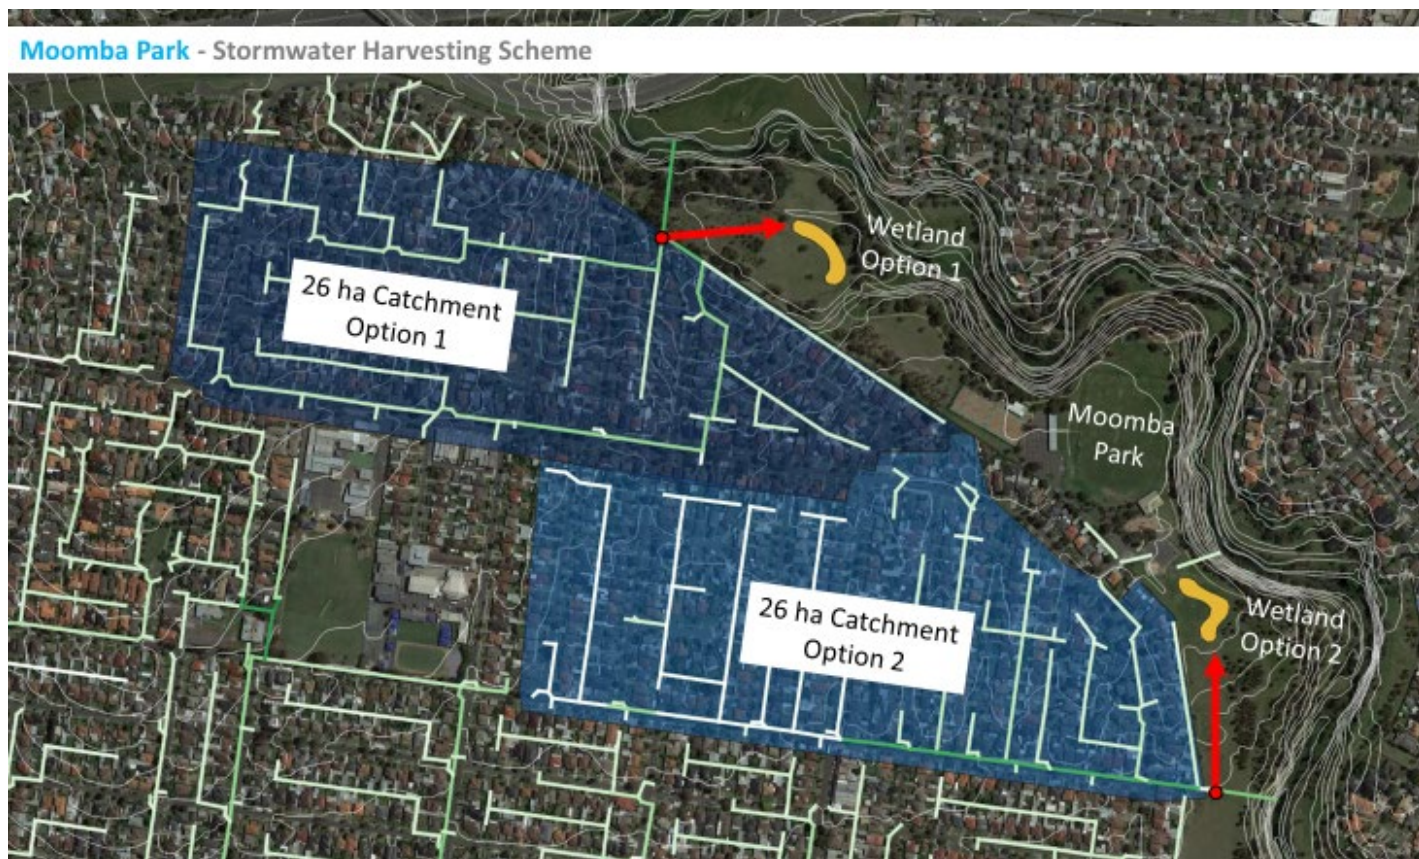 Moomba Park - Stormwater Harvesting Scheme
Wetland
Option 1
26 ha Catchment
Option 1
Moomba
Park
26 ha Catchment
Option 2
Wetland
Option 2